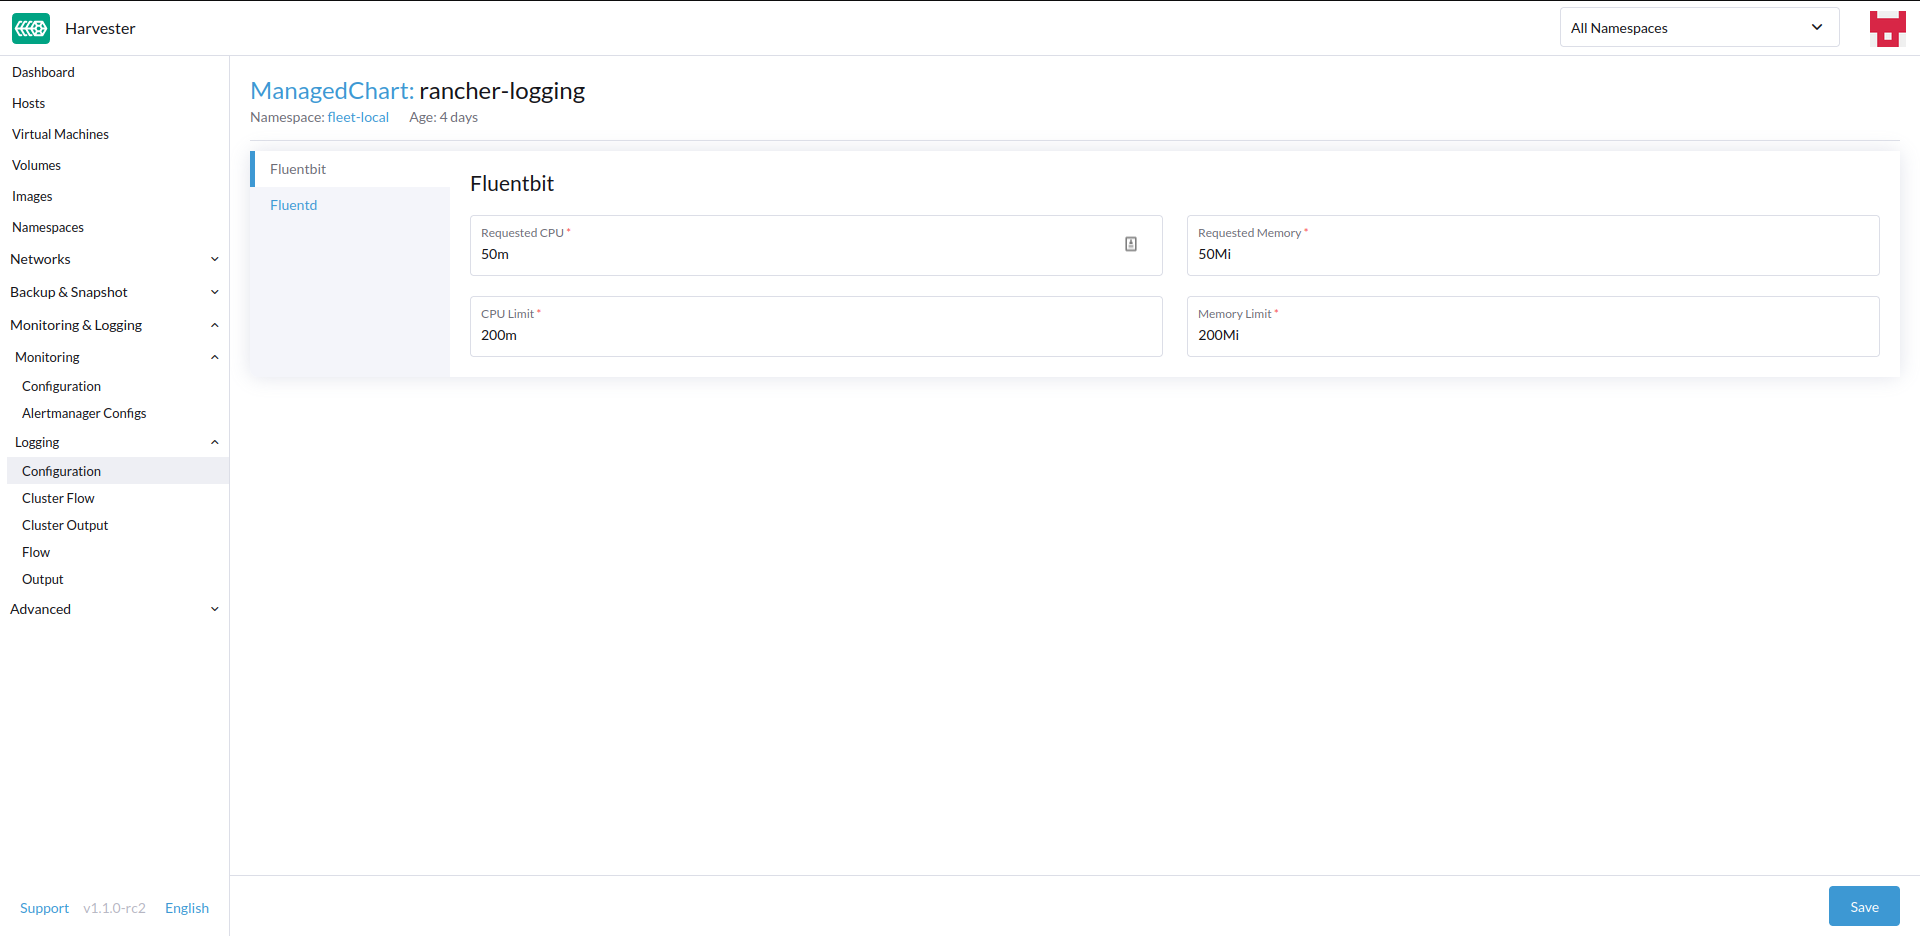 Harvester
All Namespaces
Dashboard
Hosts
Virtual Machines
Volumes
Images
Namespaces
Networks
Backup & Snapshot
Monitoring & Logging
Monitoring
Configuration
Alertmanager Configs
Logging
Configuration
Cluster Flow
Cluster Output
Flow
Output
Advanced
Support v1.1.0-rc2 English
ManagedChart: rancher-logging
Namespace: fleet-local Age: 4 days
Fluentbit
Fluentd
Fluentbit
Requested CPU *
50m
Requested Memory *
50Mi
CPU Limit *
200m
Memory Limit *
200Mi
Save